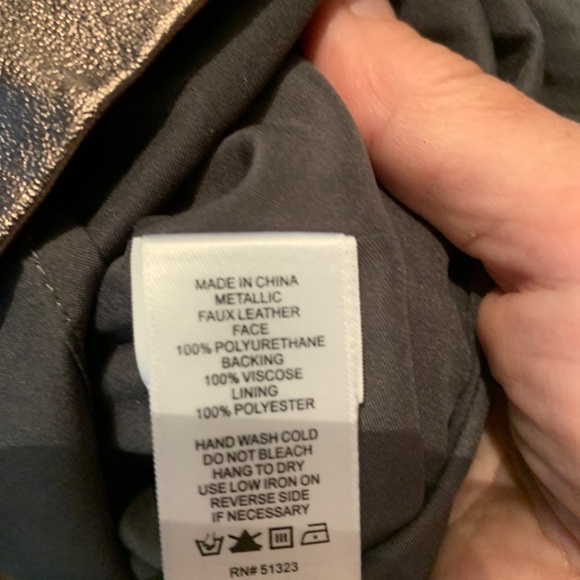 MADE IN CHINA
METALLIC
FAUX LEATHER
FACE
100% POLYURETHANE
BACKING
100% VISCOSE
LINING
100% POLYESTER
HAND WASH COLD
DO NOT BLEACH
HANG TO DRY
USE LOW IRON ON
REVERSE SIDE
IF NECESSARY
RN# 51323